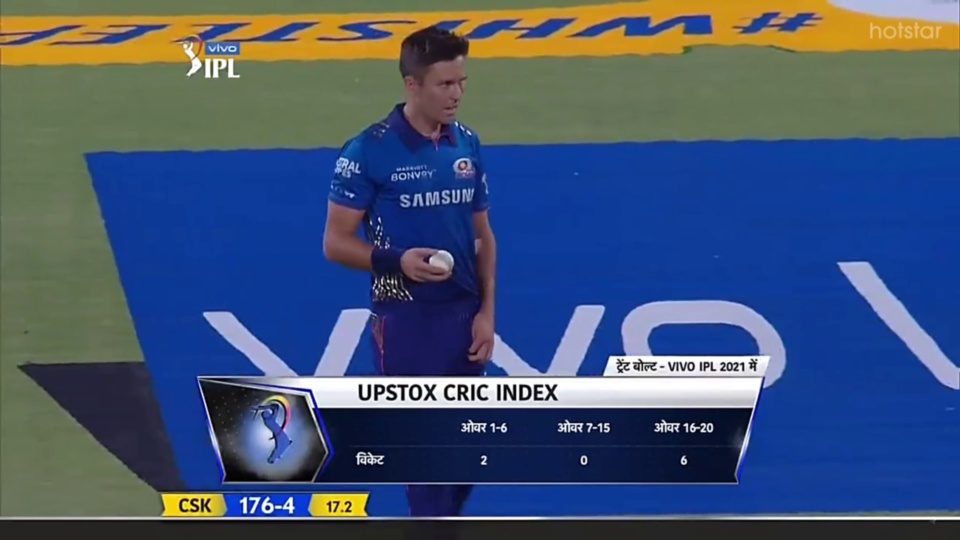 #WHISTLE
hotstar
vivo
IPL
MARRIOTT
BONVOY
SAMSUNG
vivo
ट्रेंट बोल्ट - VIVO IPL 2021 में
UPSTOX CRIC INDEX
ओवर 1-6 ओवर 7-15 ओवर 16-20
विकेट 2 0 6
CSK 176-4 17.2